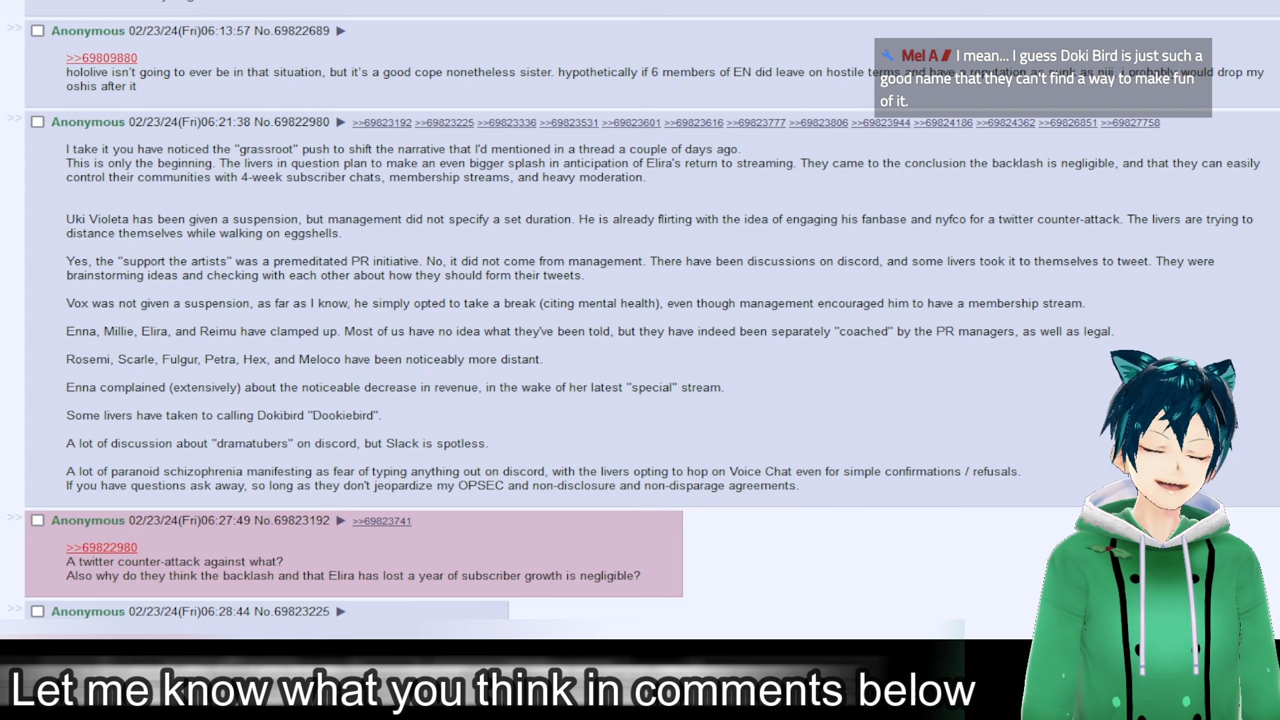 Anonymous 02/23/24(Fri)06:13:57 No.69822689
>>69809880
hololive isn't going to ever be in that situation, but it's a good cope nonetheless sister. hypothetically if 6 members of EN did leave on hostile terms and have a reputation as sunk as niji, i probably would drop my
oshis after it
Mel A I mean... I guess Doki Bird is just such a
good name that they can't find a way to make fun
of it.
Anonymous 02/23/24(Fri)06:21:38 No.69822980 >>69823192 >>69823225 >>69823336 >>69823531 >>69823601 >>69823616 >>69823777 >>69823806 >>69823944 >>69824186 >>69824362 >>69826851 >>69827758
I take it you have noticed the "grassroot" push to shift the narrative that I'd mentioned in a thread a couple of days ago.
This is only the beginning. The livers in question plan to make an even bigger splash in anticipation of Elira's return to streaming. They came to the conclusion the backlash is negligible, and that they can easily
control their communities with 4-week subscriber chats, membership streams, and heavy moderation.
Uki Violeta has been given a suspension, but management did not specify a set duration. He is already flirting with the idea of engaging his fanbase and nyfco for a twitter counter-attack. The livers are trying to
distance themselves while walking on eggshells.
Yes, the "support the artists" was a premeditated PR initiative. No, it did not come from management. There have been discussions on discord, and some livers took it to themselves to tweet. They were
brainstorming ideas and checking with each other about how they should form their tweets.
Vox was not given a suspension, as far as I know, he simply opted to take a break (citing mental health), even though management encouraged him to have a membership stream.
Enna, Millie, Elira, and Reimu have clamped up. Most of us have no idea what they've been told, but they have indeed been separately "coached" by the PR managers, as well as legal.
Rosemi, Scarle, Fulgur, Petra, Hex, and Meloco have been noticeably more distant.
Enna complained (extensively) about the noticeable decrease in revenue, in the wake of her latest "special" stream.
Some livers have taken to calling Dokibird "Dookiebird".
A lot of discussion about "dramatubers" on discord, but Slack is spotless.
A lot of paranoid schizophrenia manifesting as fear of typing anything out on discord, with the livers opting to hop on Voice Chat even for simple confirmations / refusals.
If you have questions ask away, so long as they don't jeopardize my OPSEC and non-disclosure and non-disparage agreements.
Anonymous 02/23/24(Fri)06:27:49 No.69823192 >>69823741
>>69822980
A twitter counter-attack against what?
Also why do they think the backlash and that Elira has lost a year of subscriber growth is negligible?
Anonymous 02/23/24(Fri)06:28:44 No.69823225
Let me know what you think in comments below